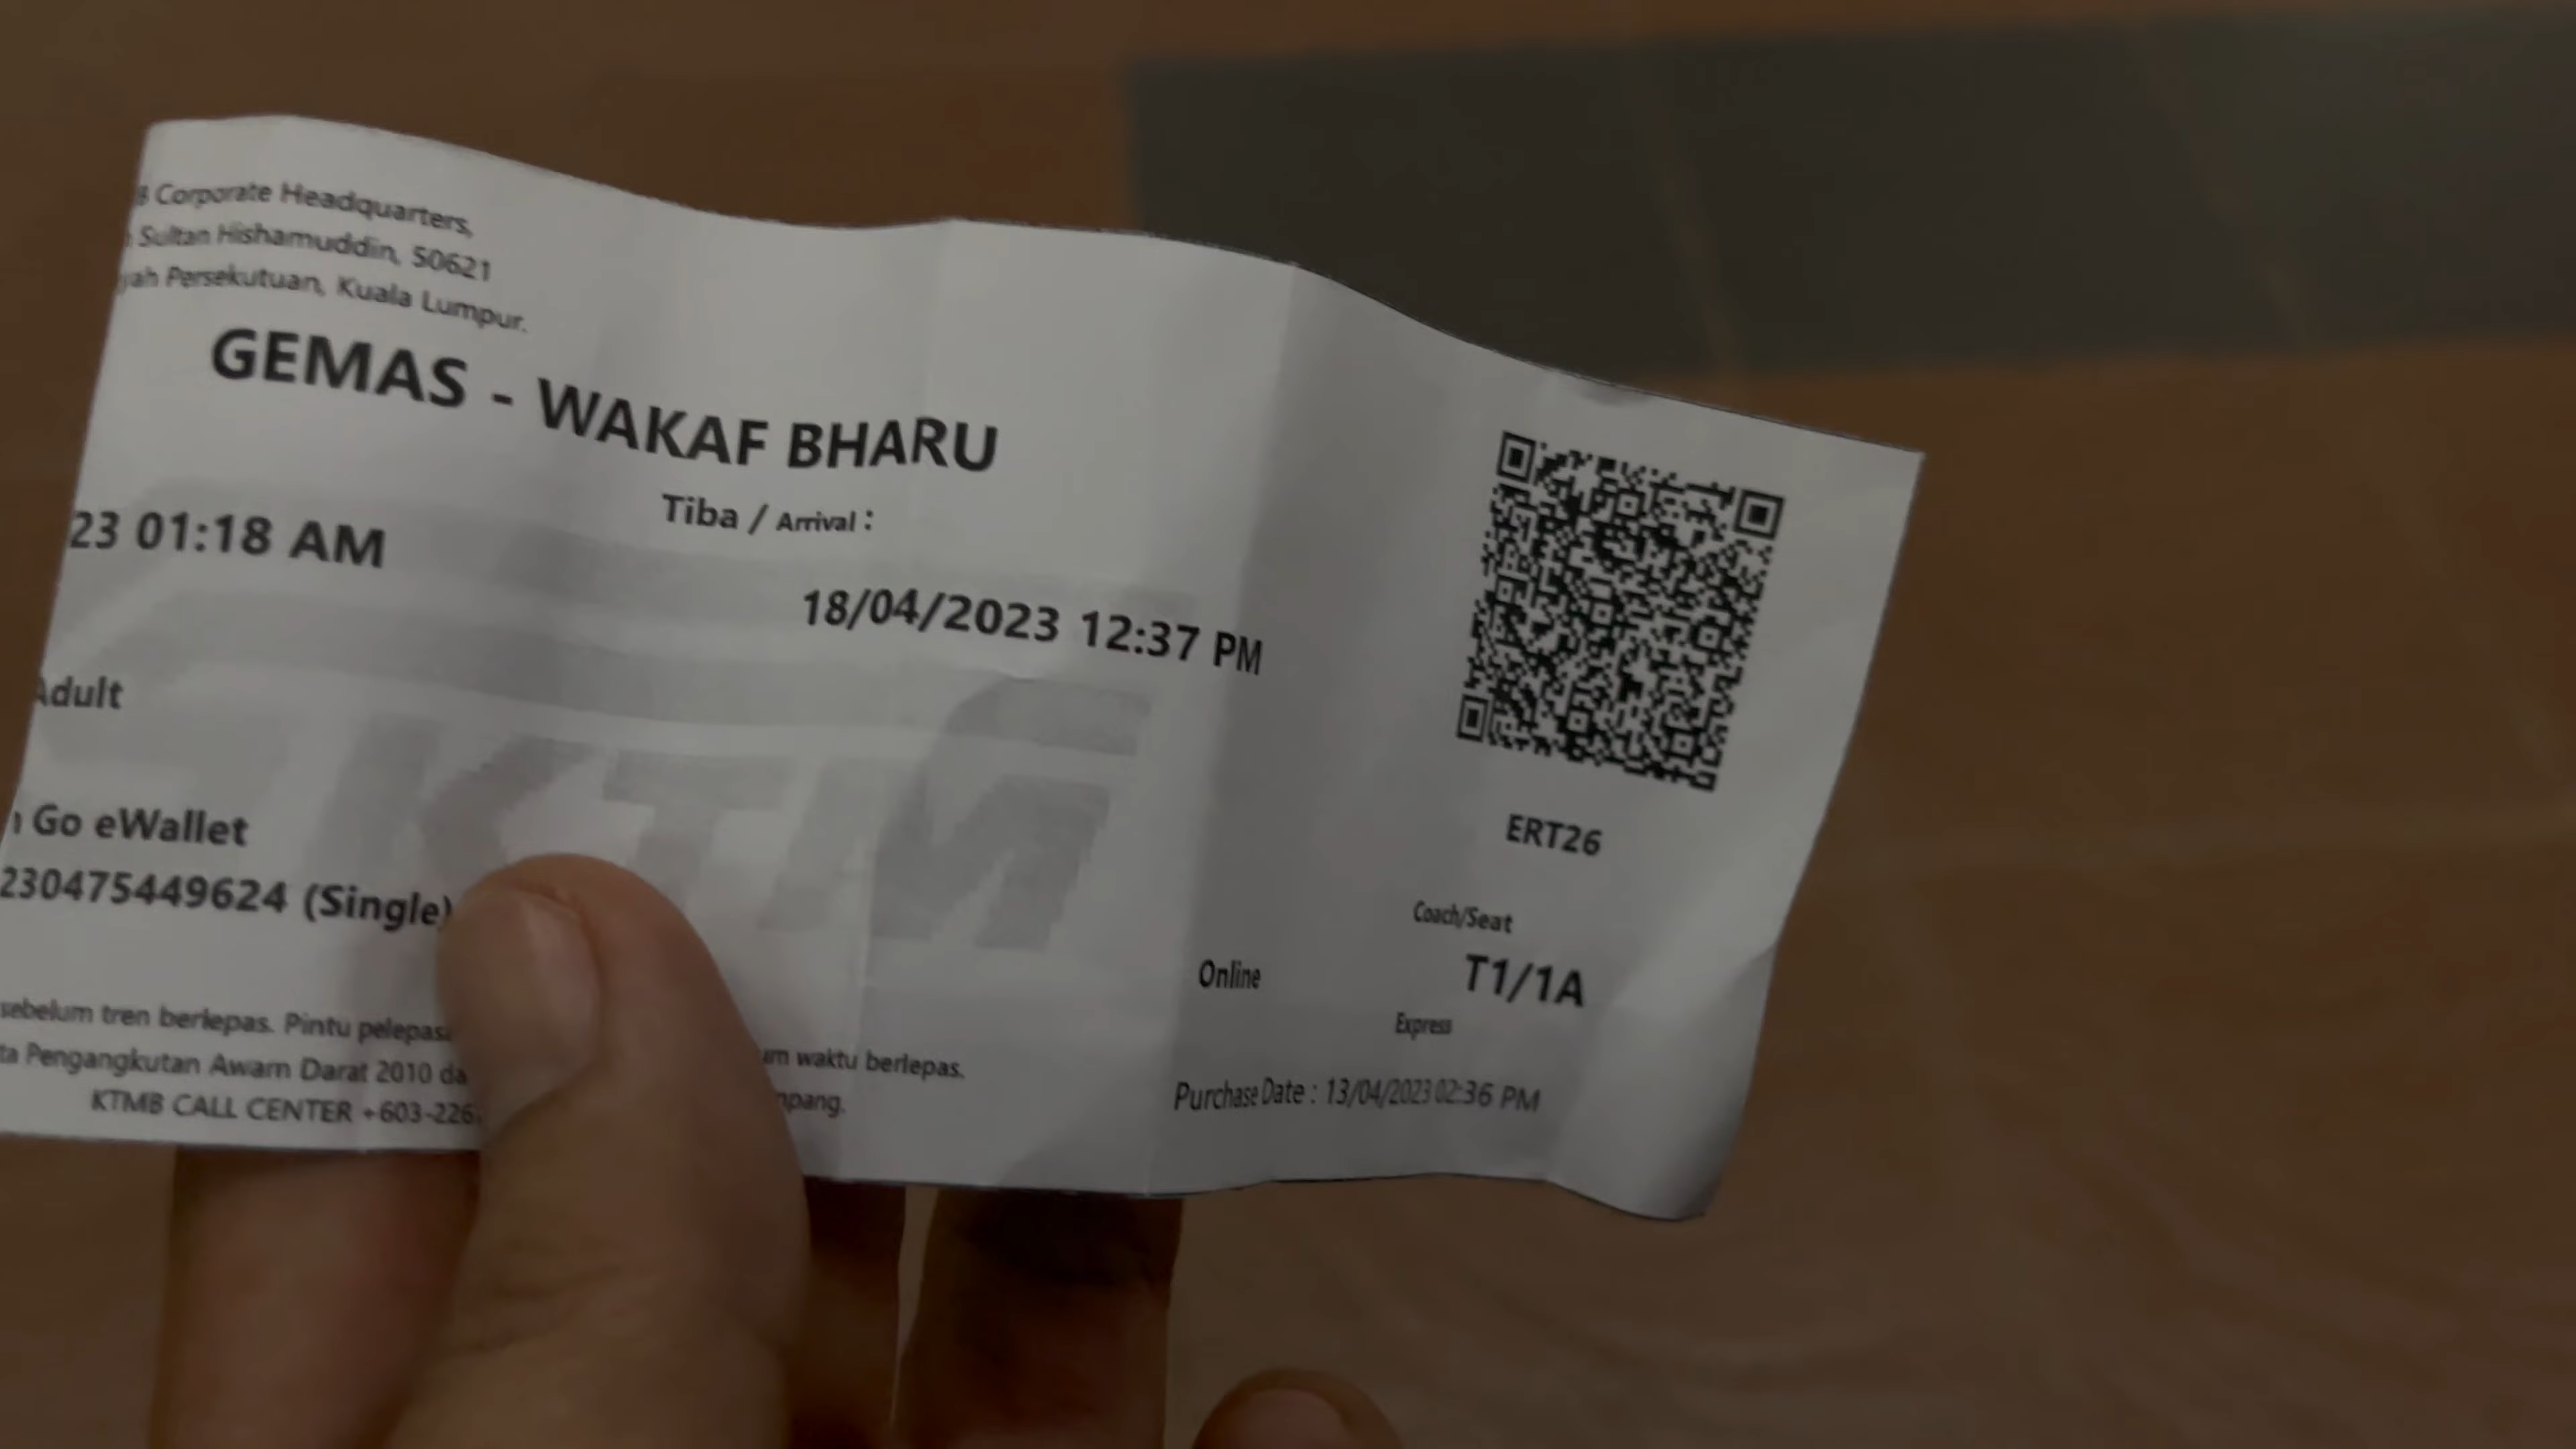 Corporate Headquarters,
Sultan Hishamuddin, 50621
Persekutuan, Kuala Lumpur.
GEMAS - WAKAF BHARU
Tiba / Arrival :
23 01:18 AM
18/04/2023 12:37 PM
Adult
Go eWallet
230475449624 (Single)
sebelum tren berlepas. Pintu waktu berlepas.
Pengangkutan Awam Darat 2010
KTMB CALL CENTER +603-226
KTM
ERT26
Coach/Seat
Online
T1/1A
Express
Purchase Date : 13/04/2023 02:36 PM